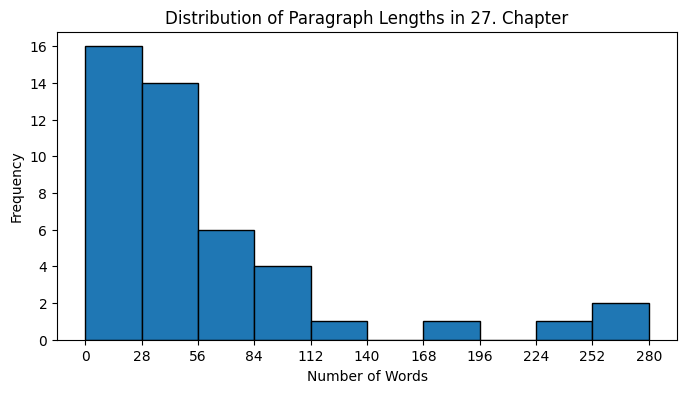 Distribution of Paragraph Lengths in 27. Chapter
16
14
12
10
8
6
4
2
0
Frequency
0 28 56 84 112 140 168 196 224 252 280
Number of Words